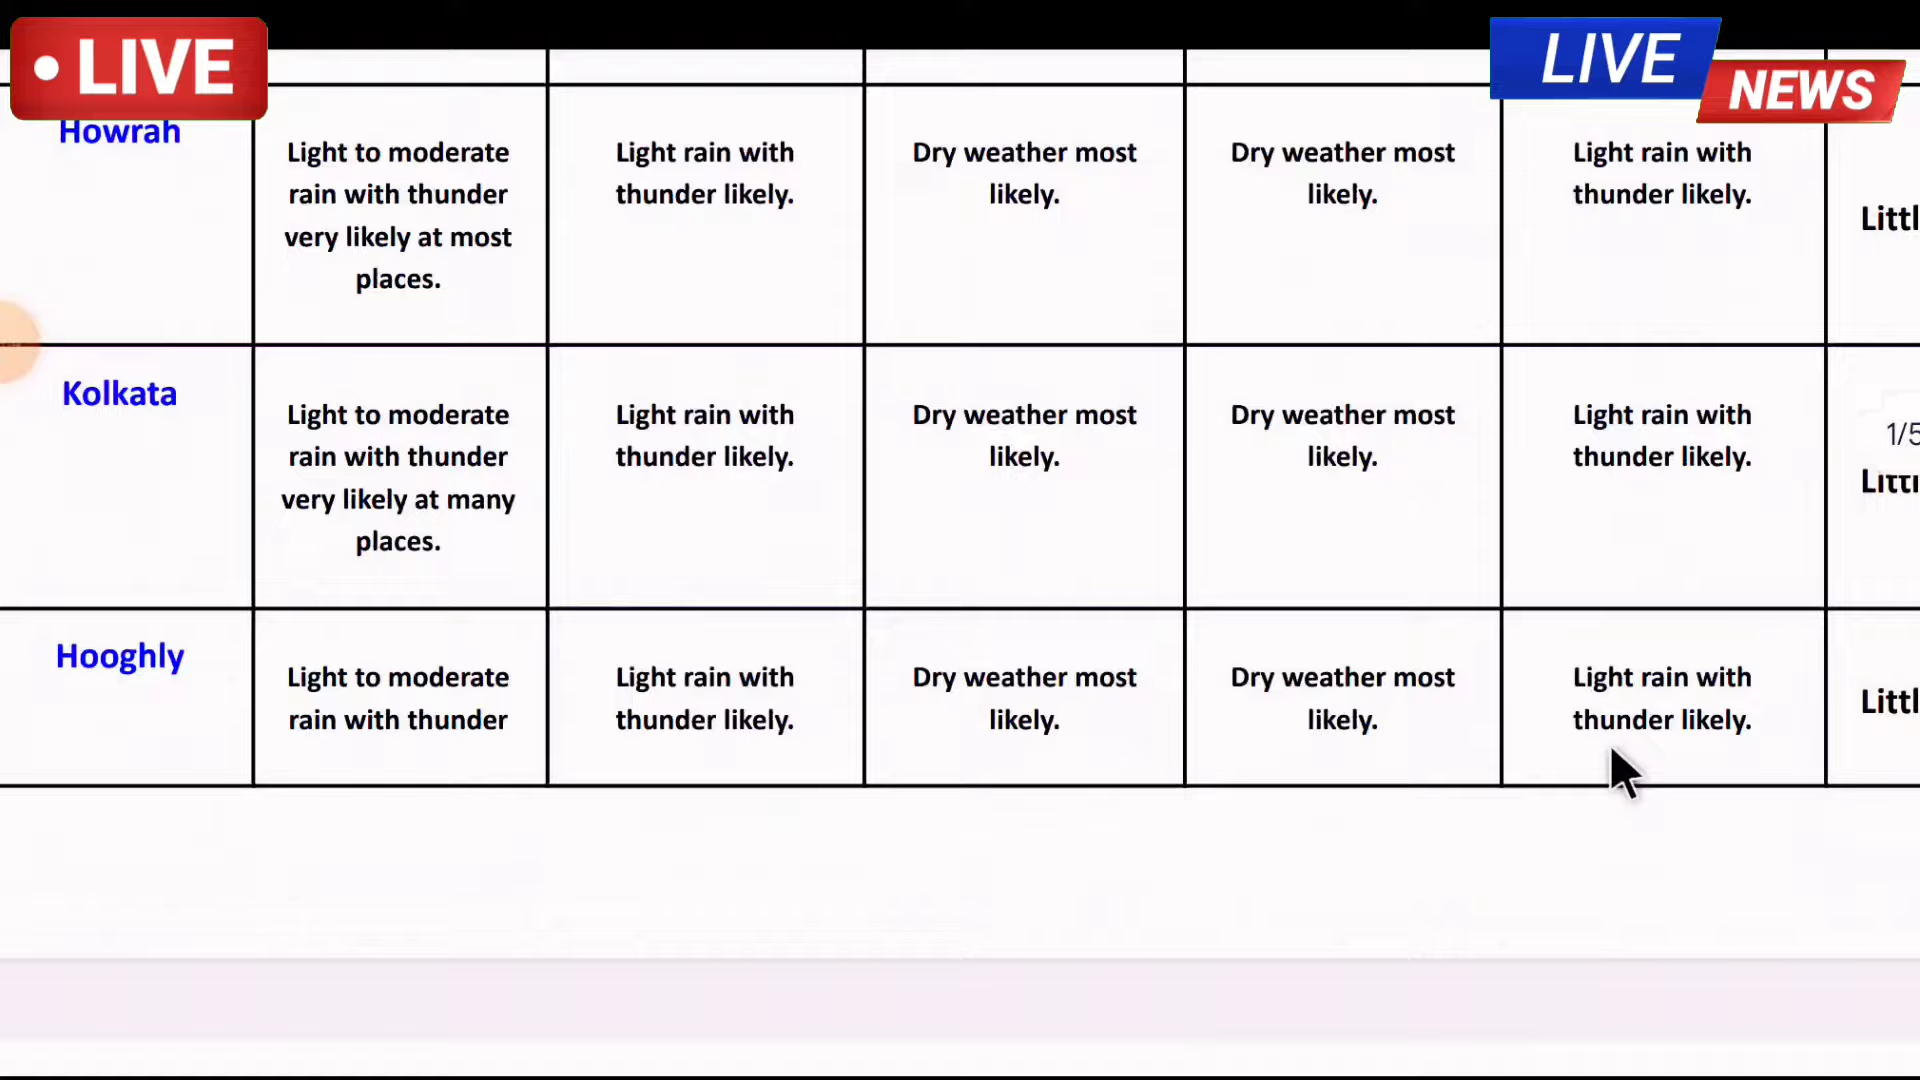 LIVE
LIVE
NEWS
Howrah
Light to moderate
rain with thunder
very likely at most
places.
Light rain with
thunder likely.
Dry weather most
likely.
Dry weather most
likely.
Light rain with
thunder likely.
Littl
Kolkata
Light to moderate
rain with thunder
very likely at many
places.
Light rain with
thunder likely.
Dry weather most
likely.
Dry weather most
likely.
Light rain with
thunder likely.
1/5
Hooghly
Light to moderate
rain with thunder
Light rain with
thunder likely.
Dry weather most
likely.
Dry weather most
likely.
Light rain with
thunder likely.
Littl